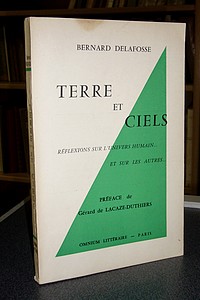 BERNARD DELAFOSSE
TERRE
ET
CIELS
RÉFLEXIONS SUR L'UNIVERS HUMAIN...
ET SUR LES AUTRES...
PRÉFACE de
Gérard de LACAZE-DUTHIERS
OMNIUM LITTÉRAIRE - PARIS